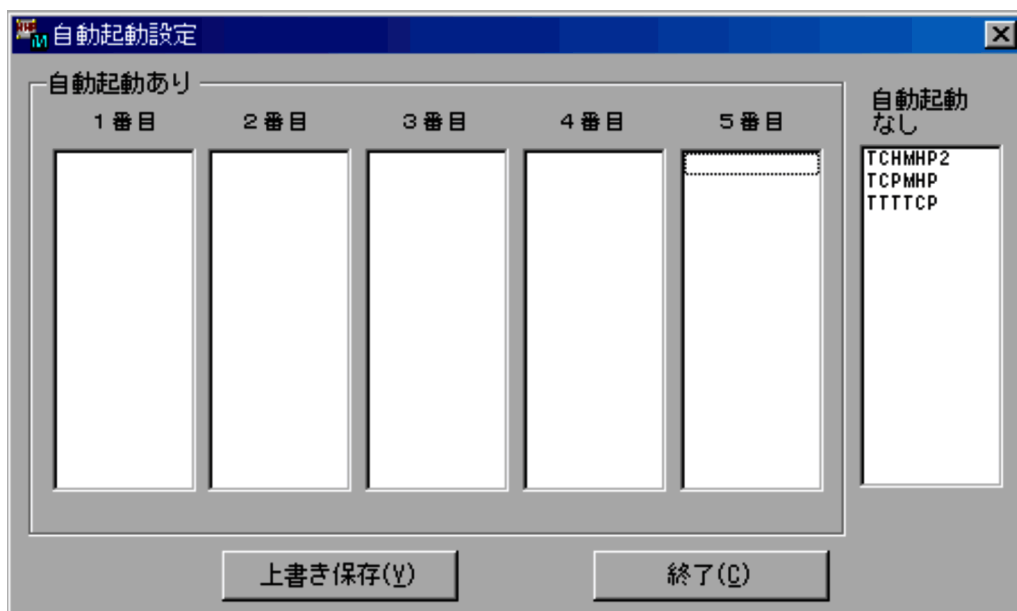 自動起動設定
自動起動あり
1番目
2番目
3番目
4番目
5番目
自動起動
なし
TCHMHP2
TCPMHP
TTTTCP
上書き保存(V)
終了(C)